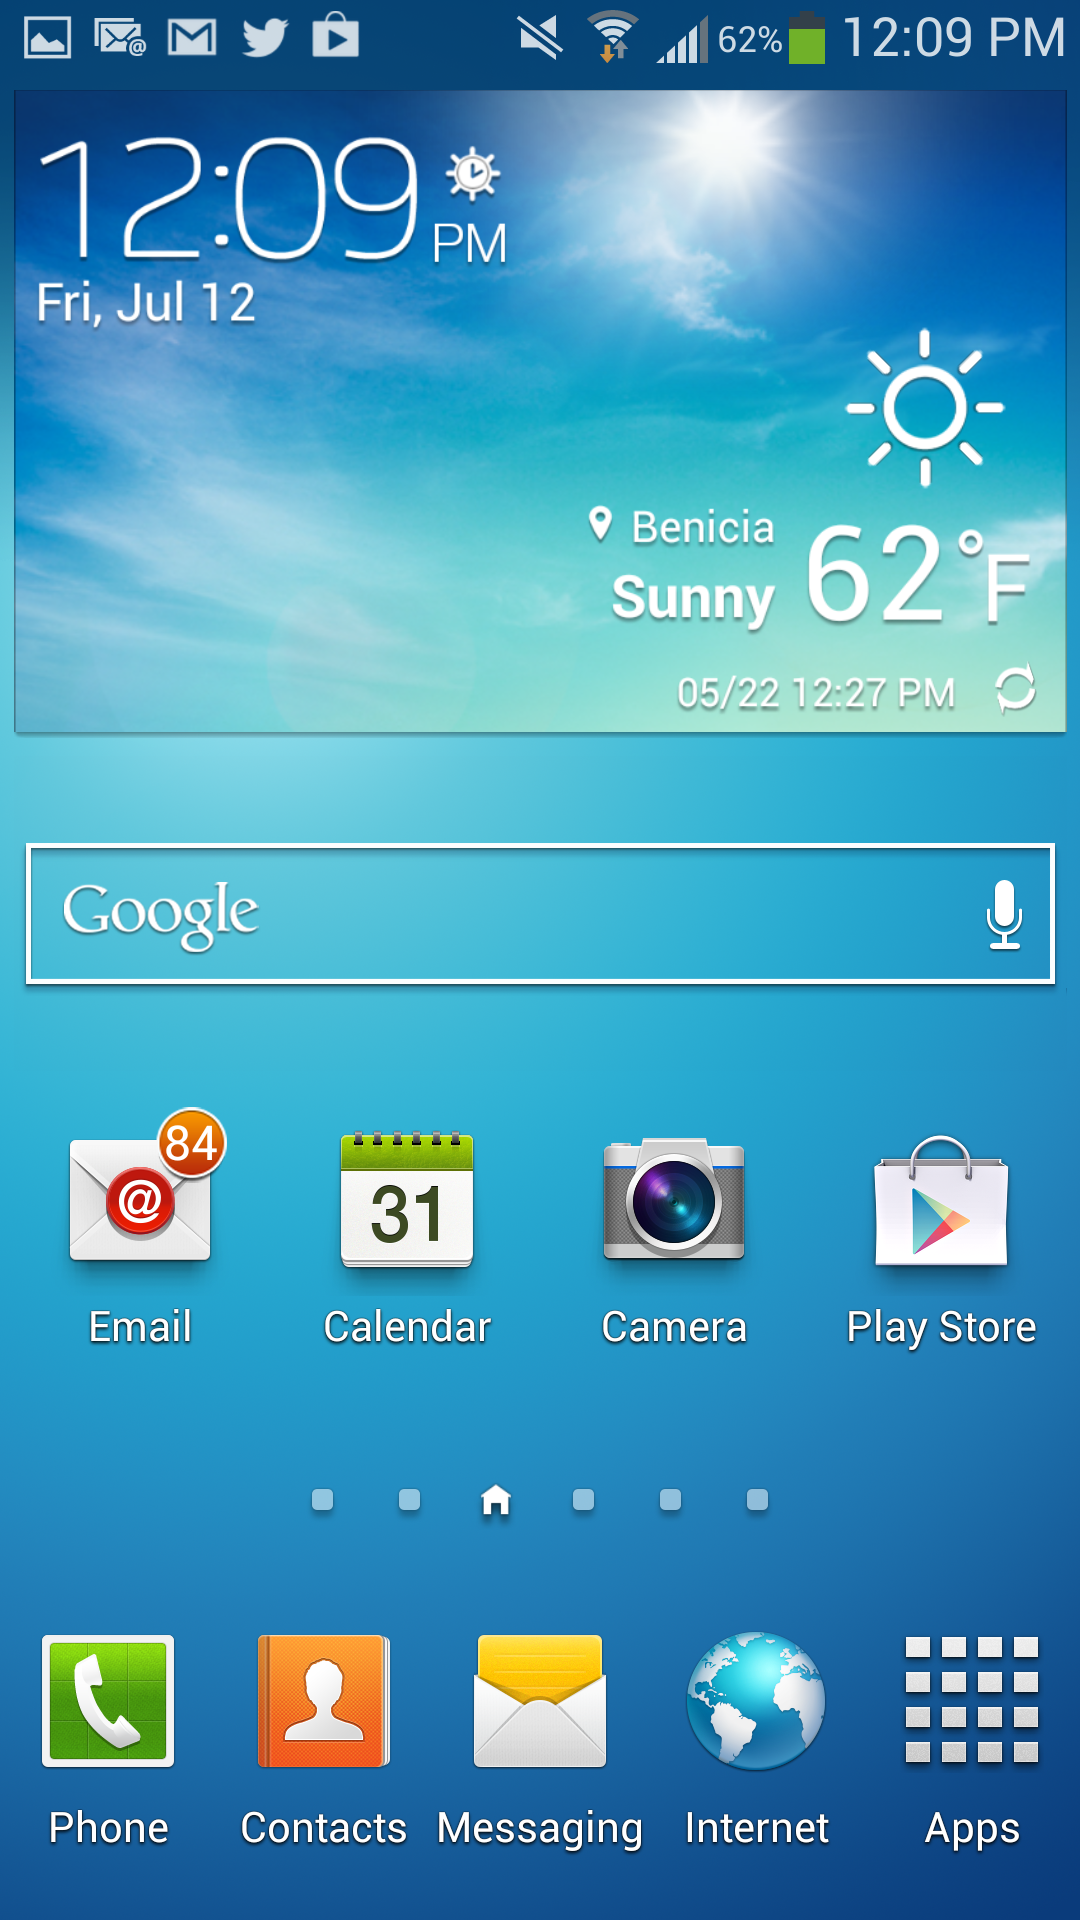 62% 12:09 PM
12:09 PM
Fri, Jul 12
Benicia
Sunny 62°F
05/22 12:27 PM
Google
84
@
31
Email Calendar Camera Play Store
Phone Contacts Messaging Internet Apps